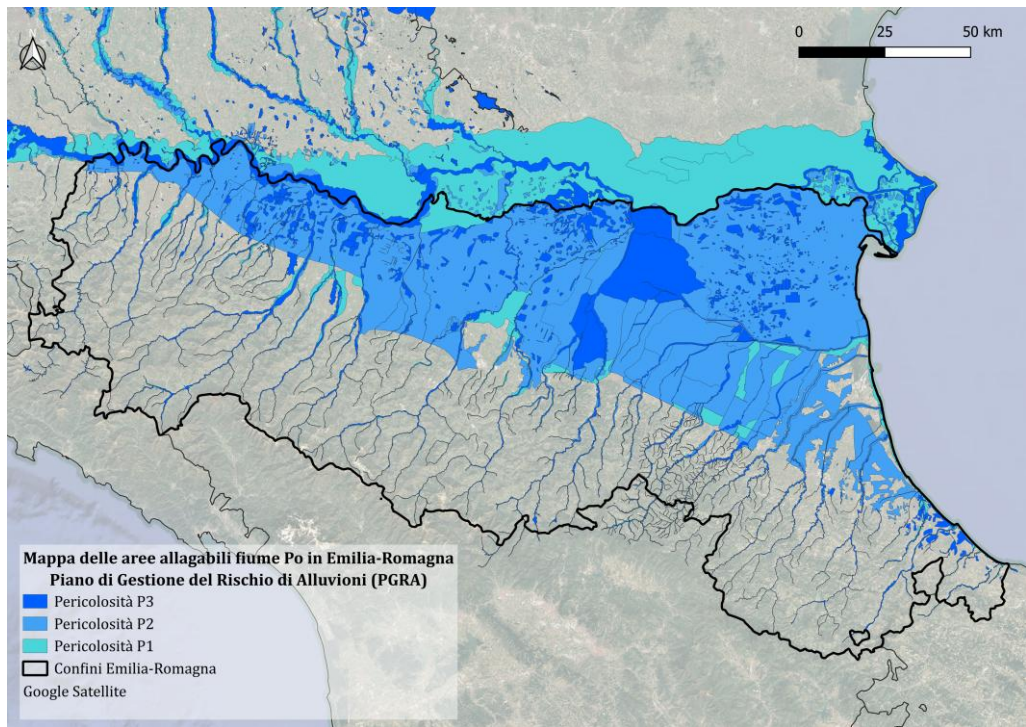 N
0 25 50 km
Mappa delle aree allagabili fiume Po in Emilia-Romagna
Piano di Gestione del Rischio di Alluvioni (PGRA)
Pericolosità P3
Pericolosità P2
Pericolosità P1
Confini Emilia-Romagna
Google Satellite